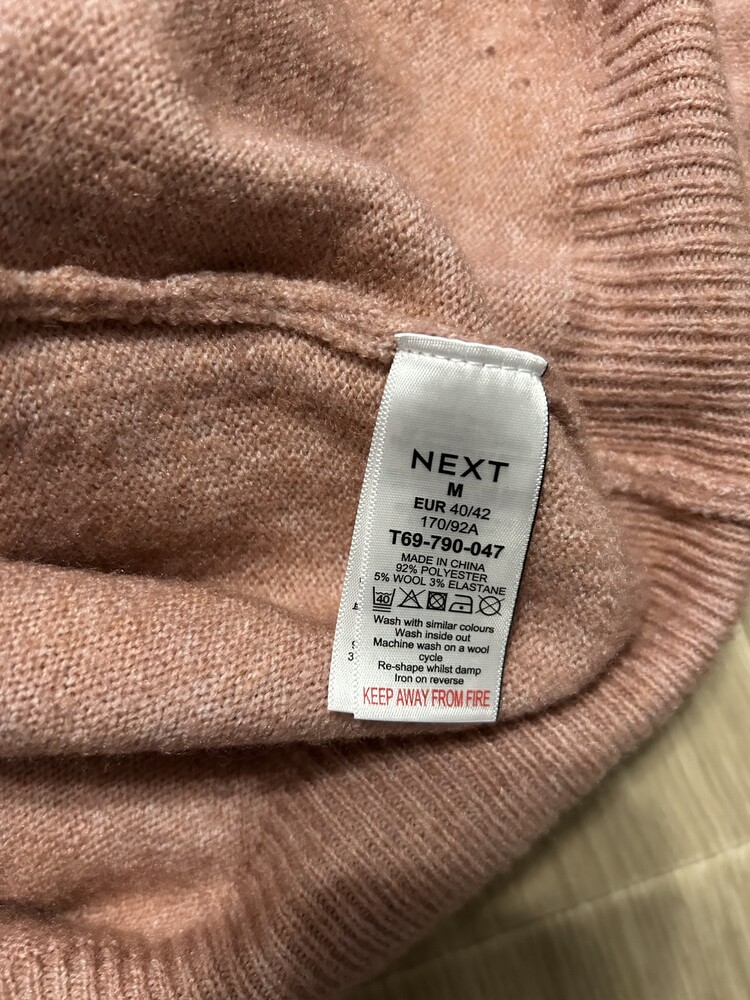 NEXT
M
EUR 40/42
170/92A
T69-790-047
MADE IN CHINA
92% POLYESTER
5% WOOL 3% ELASTANE
40
Wash with similar colours
Wash inside out
Machine wash on a wool
cycle
Re-shape whilst damp
Iron on reverse
KEEP AWAY FROM FIRE